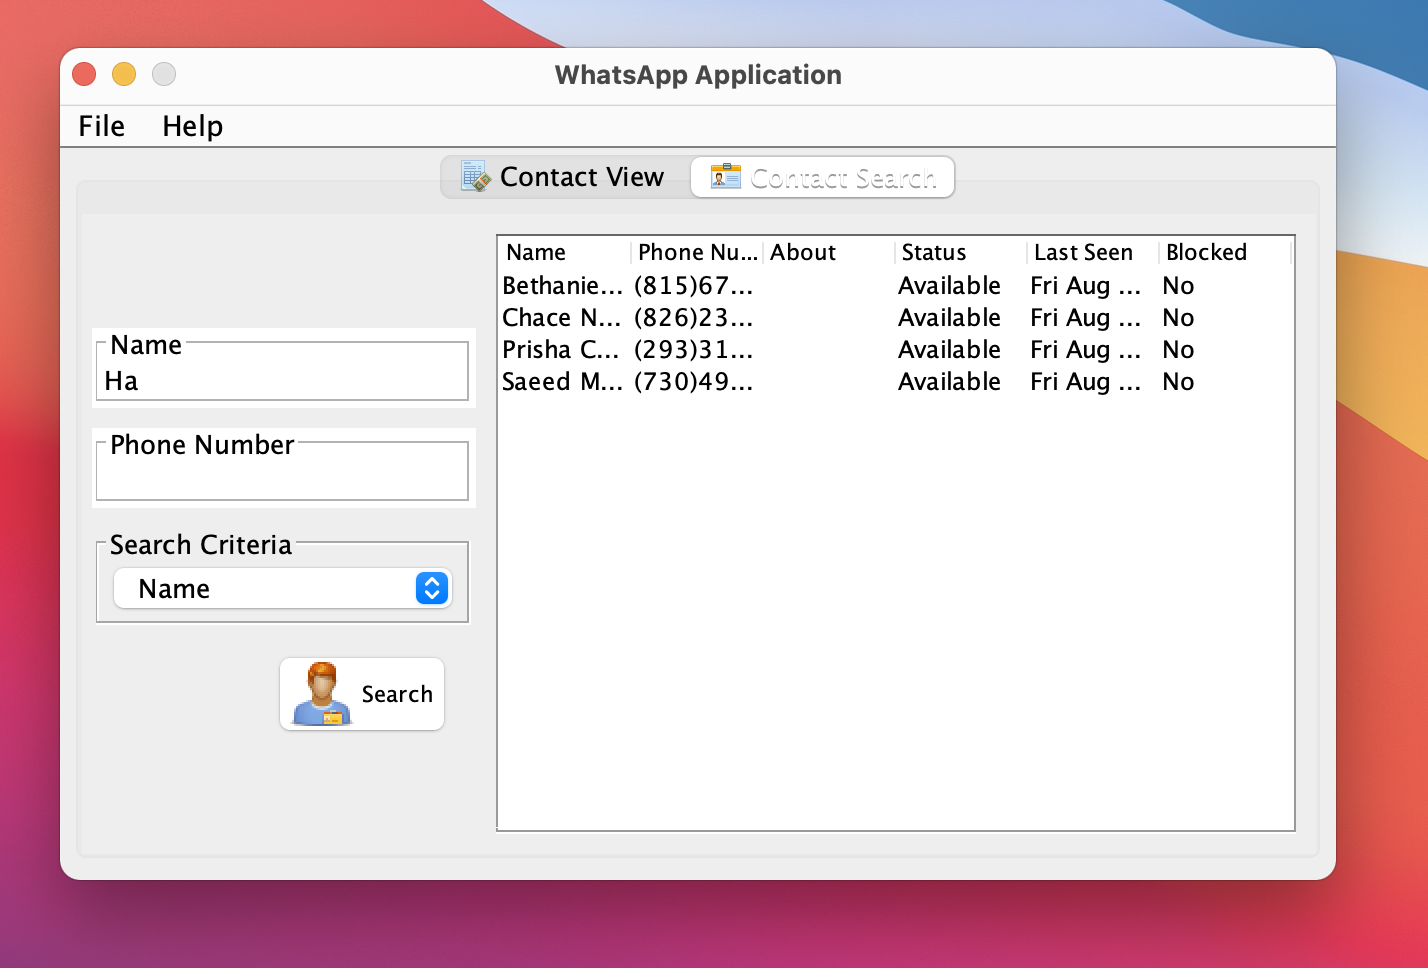 WhatsApp Application
File Help
Contact View Contact Search
Name Phone Nu... About Status Last Seen Blocked
Bethanie... (815)67... Available Fri Aug ... No
Chace N... (826)23... Available Fri Aug ... No
Prisha C... (293)31... Available Fri Aug ... No
Saeed M... (730)49... Available Fri Aug ... No
Name
Ha
Phone Number
Search Criteria
Name
Search